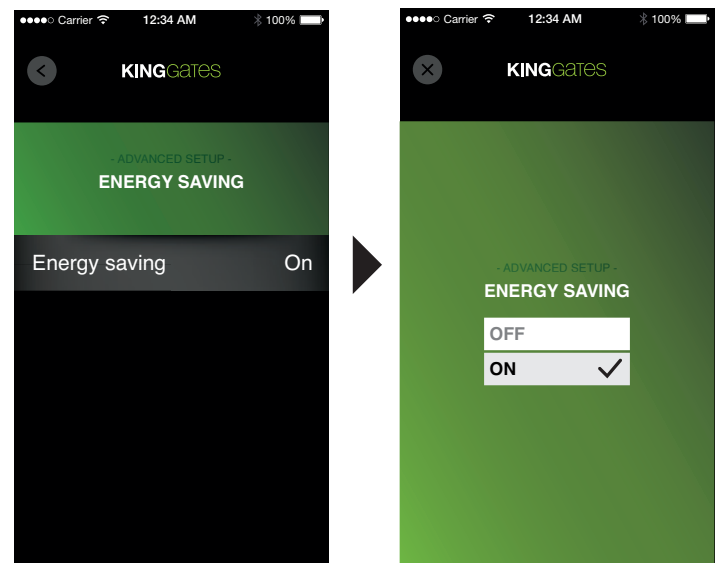 Carrier 12:34 AM 100%
KINGGATES
- ADVANCED SETUP -
ENERGY SAVING
Energy saving On
Carrier 12:34 AM 100%
KINGGATES
- ADVANCED SETUP -
ENERGY SAVING
OFF
ON